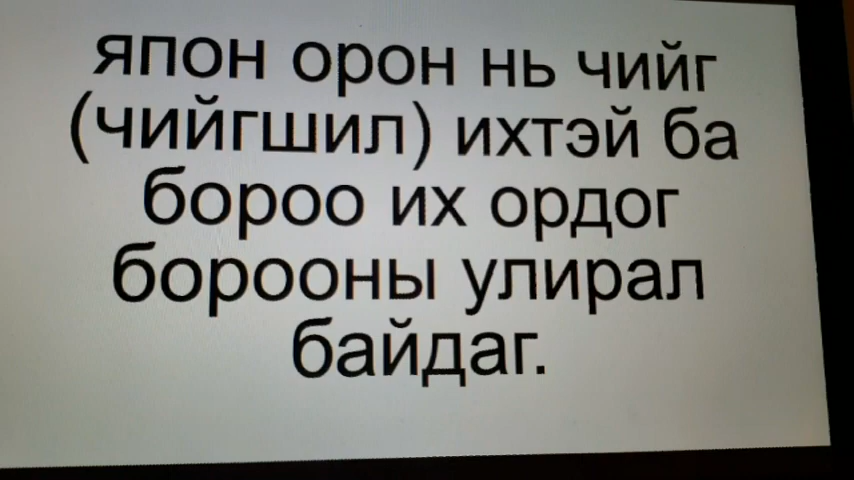 япон орон нь чийг
(чийгшил) ихтэй ба
бороо их ордог
борооны улирал
байдаг.